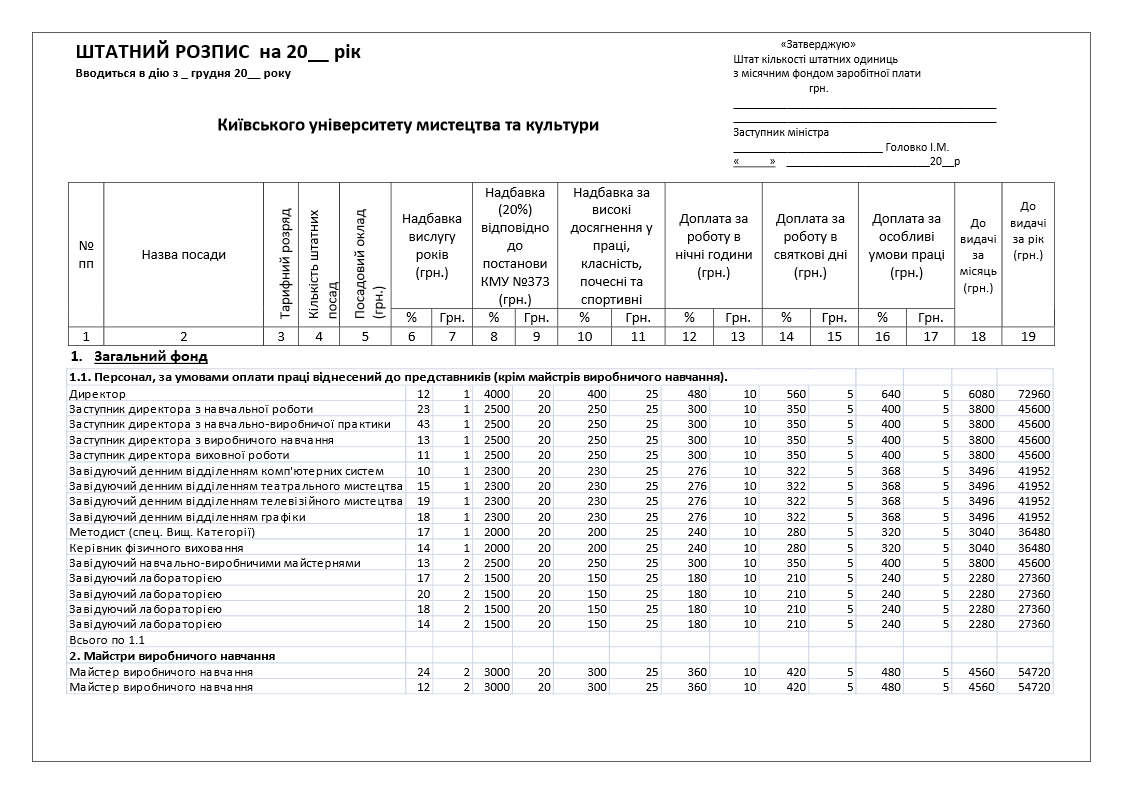 ШТАТНИЙ РОЗПИС на 20__ рік
Вводиться в дію з _ грудня 20__ року
«Затверджую»
Штат кількості штатних одиниць
з місячним фондом заробітної плати
грн.
Київського університету мистецтва та культури
Заступник міністра
__________________________ Головко І.М.
«_____» _________________________20__р
№ пп
Назва посади
Тарифний розряд
Кількість штатних посад
Посадовий оклад (грн.)
Надбавка вислугу років (грн.)
Надбавка (20%) відповідно до постанови КМУ №373 (грн.)
Надбавка за високі досягнення у праці, класність, почесні та спортивні
Доплата за роботу в нічні години (грн.)
Доплата за роботу в святкові дні (грн.)
Доплата за особливі умови праці (грн.)
До видачі за місяць (грн.)
До видачі за рік (грн.)
% Грн. % Грн. % Грн. % Грн. % Грн. % Грн.
1 2 3 4 5 6 7 8 9 10 11 12 13 14 15 16 17 18 19
1. Загальний фонд
1.1. Персонал, за умовами оплати праці віднесений до представників (крім майстрів виробничого навчання).
Директор 12 1 4000 20 400 25 480 10 560 5 640 5 6080 72960
Заступник директора з навчальної роботи 23 1 2500 20 250 25 300 10 350 5 400 5 3800 45600
Заступник директора з навчально-виробничої практики 43 1 2500 20 250 25 300 10 350 5 400 5 3800 45600
Заступник директора з виробничого навчання 13 1 2500 20 250 25 300 10 350 5 400 5 3800 45600
Заступник директора виховної роботи 11 1 2500 20 250 25 300 10 350 5 400 5 3800 45600
Завідуючий денним відділенням комп'ютерних систем 10 1 2300 20 230 25 276 10 322 5 368 5 3496 41952
Завідуючий денним відділенням театрального мистецтва 15 1 2300 20 230 25 276 10 322 5 368 5 3496 41952
Завідуючий денним відділенням телевізійного мистецтва 19 1 2300 20 230 25 276 10 322 5 368 5 3496 41952
Завідуючий денним відділенням графіки 18 1 2300 20 230 25 276 10 322 5 368 5 3496 41952
Методист (спец. Вищ. Категорії) 17 1 2000 20 200 25 240 10 280 5 320 5 3040 36480
Керівник фізичного виховання 14 1 2000 20 200 25 240 10 280 5 320 5 3040 36480
Завідуючий навчально-виробничими майстернями 13 2 2500 20 250 25 300 10 350 5 400 5 3800 45600
Завідуючий лабораторією 17 2 1500 20 150 25 180 10 210 5 240 5 2280 27360
Завідуючий лабораторією 20 2 1500 20 150 25 180 10 210 5 240 5 2280 27360
Завідуючий лабораторією 18 2 1500 20 150 25 180 10 210 5 240 5 2280 27360
Завідуючий лабораторією 14 2 1500 20 150 25 180 10 210 5 240 5 2280 27360
Всього по 1.1
2. Майстри виробничого навчання
Майстер виробничого навчання 24 2 3000 20 300 25 360 10 420 5 480 5 4560 54720
Майстер виробничого навчання 12 2 3000 20 300 25 360 10 420 5 480 5 4560 54720